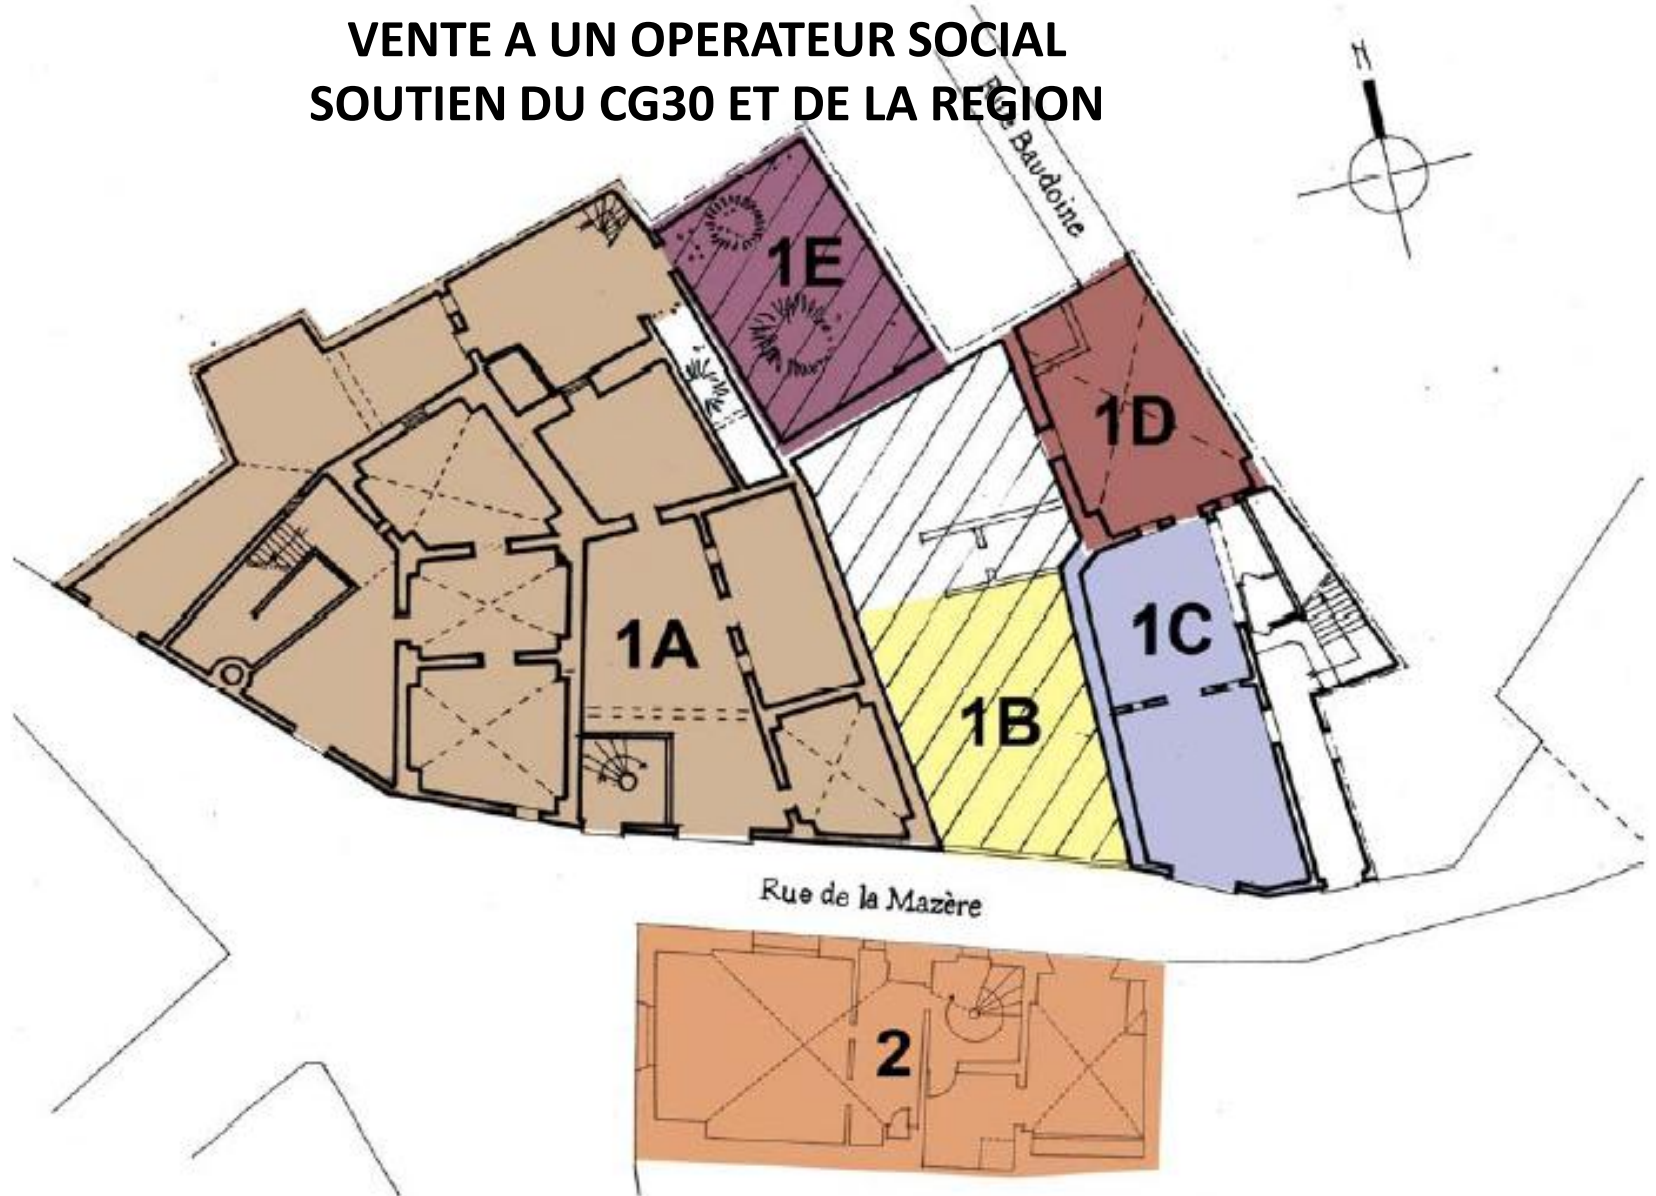 VENTE A UN OPERATEUR SOCIAL
SOUTIEN DU CG30 ET DE LA REGION
N
Rue Baudoine
1E
1D
1A
1C
1B
Rue de la Mazère
2